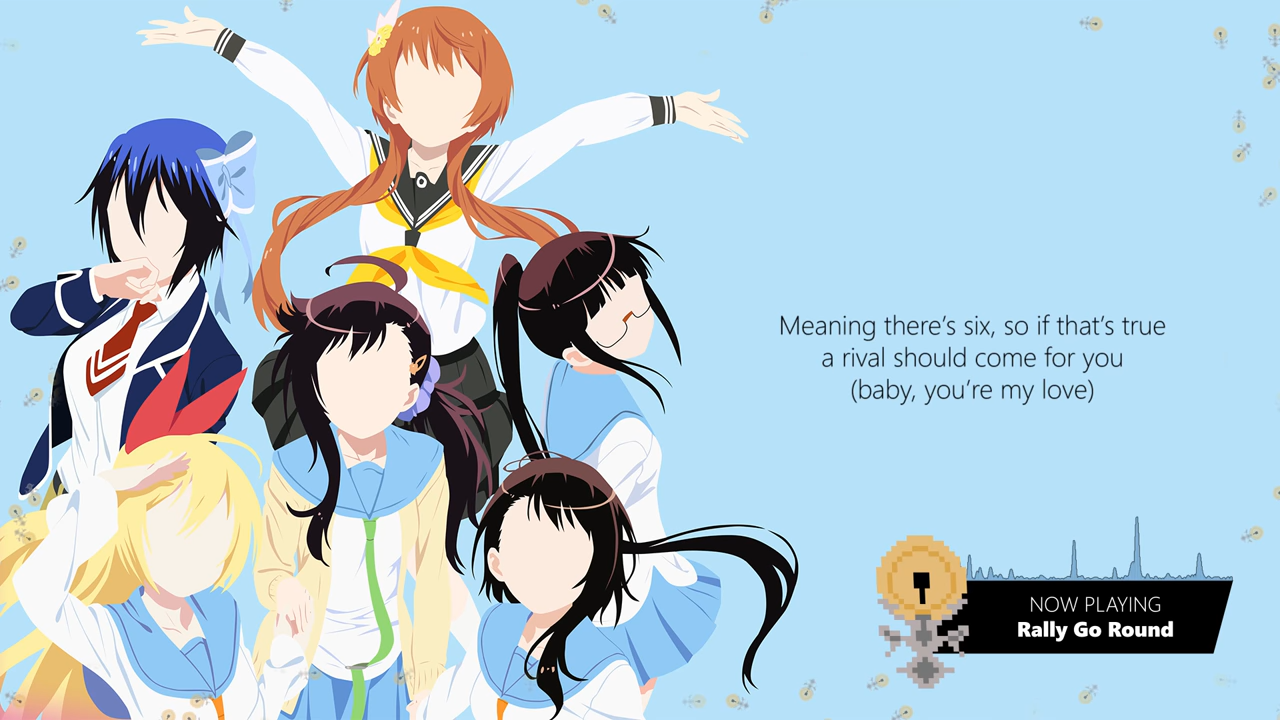 Meaning there’s six, so if that’s true
a rival should come for you
(baby, you’re my love)
NOW PLAYING
Rally Go Round